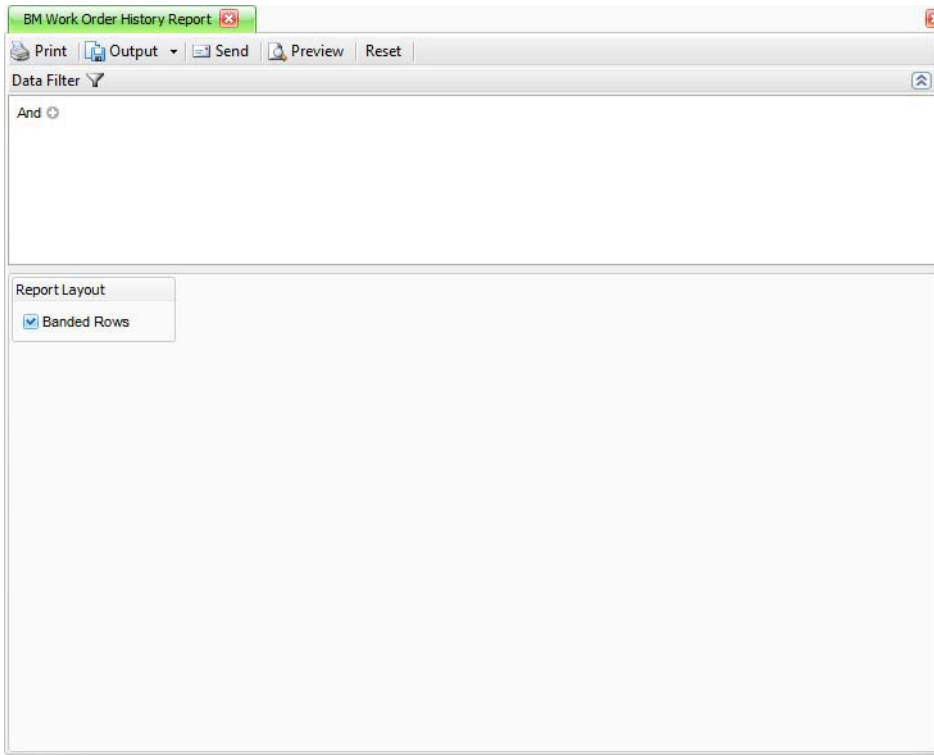 BM Work Order History Report
Print Output Send Preview Reset
Data Filter
And
Report Layout
Banded Rows